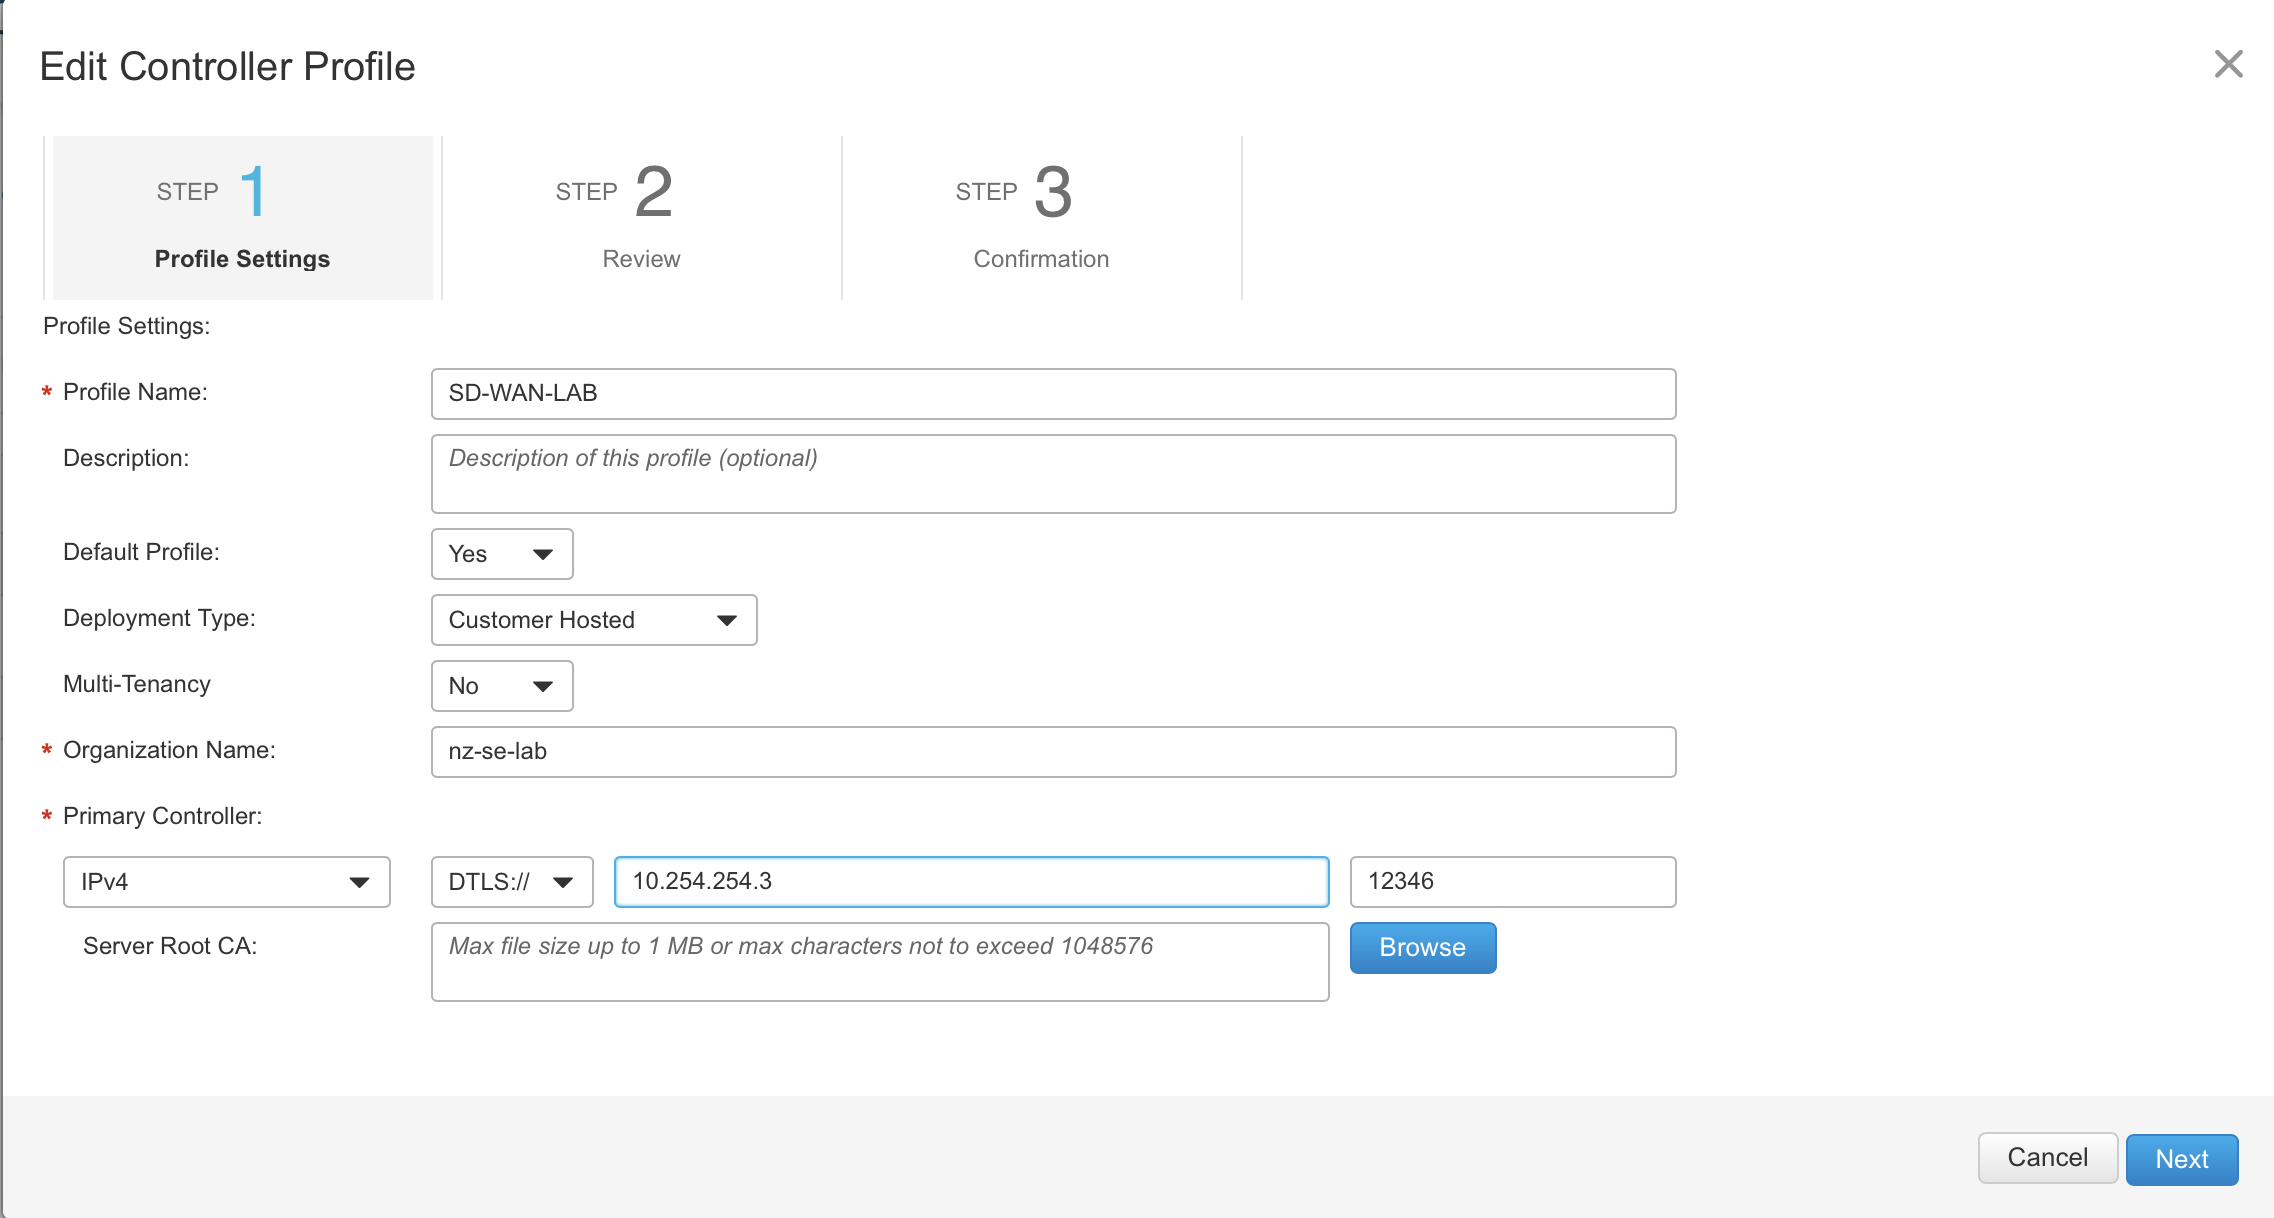 Edit Controller Profile
STEP 1
Profile Settings
STEP 2
Review
STEP 3
Confirmation
Profile Settings:
* Profile Name: SD-WAN-LAB
Description: Description of this profile (optional)
Default Profile: Yes
Deployment Type: Customer Hosted
Multi-Tenancy No
* Organization Name: nz-se-lab
* Primary Controller:
IPv4 DTLS:// 10.254.254.3 12346
Server Root CA: Max file size up to 1 MB or max characters not to exceed 1048576 Browse
Cancel Next